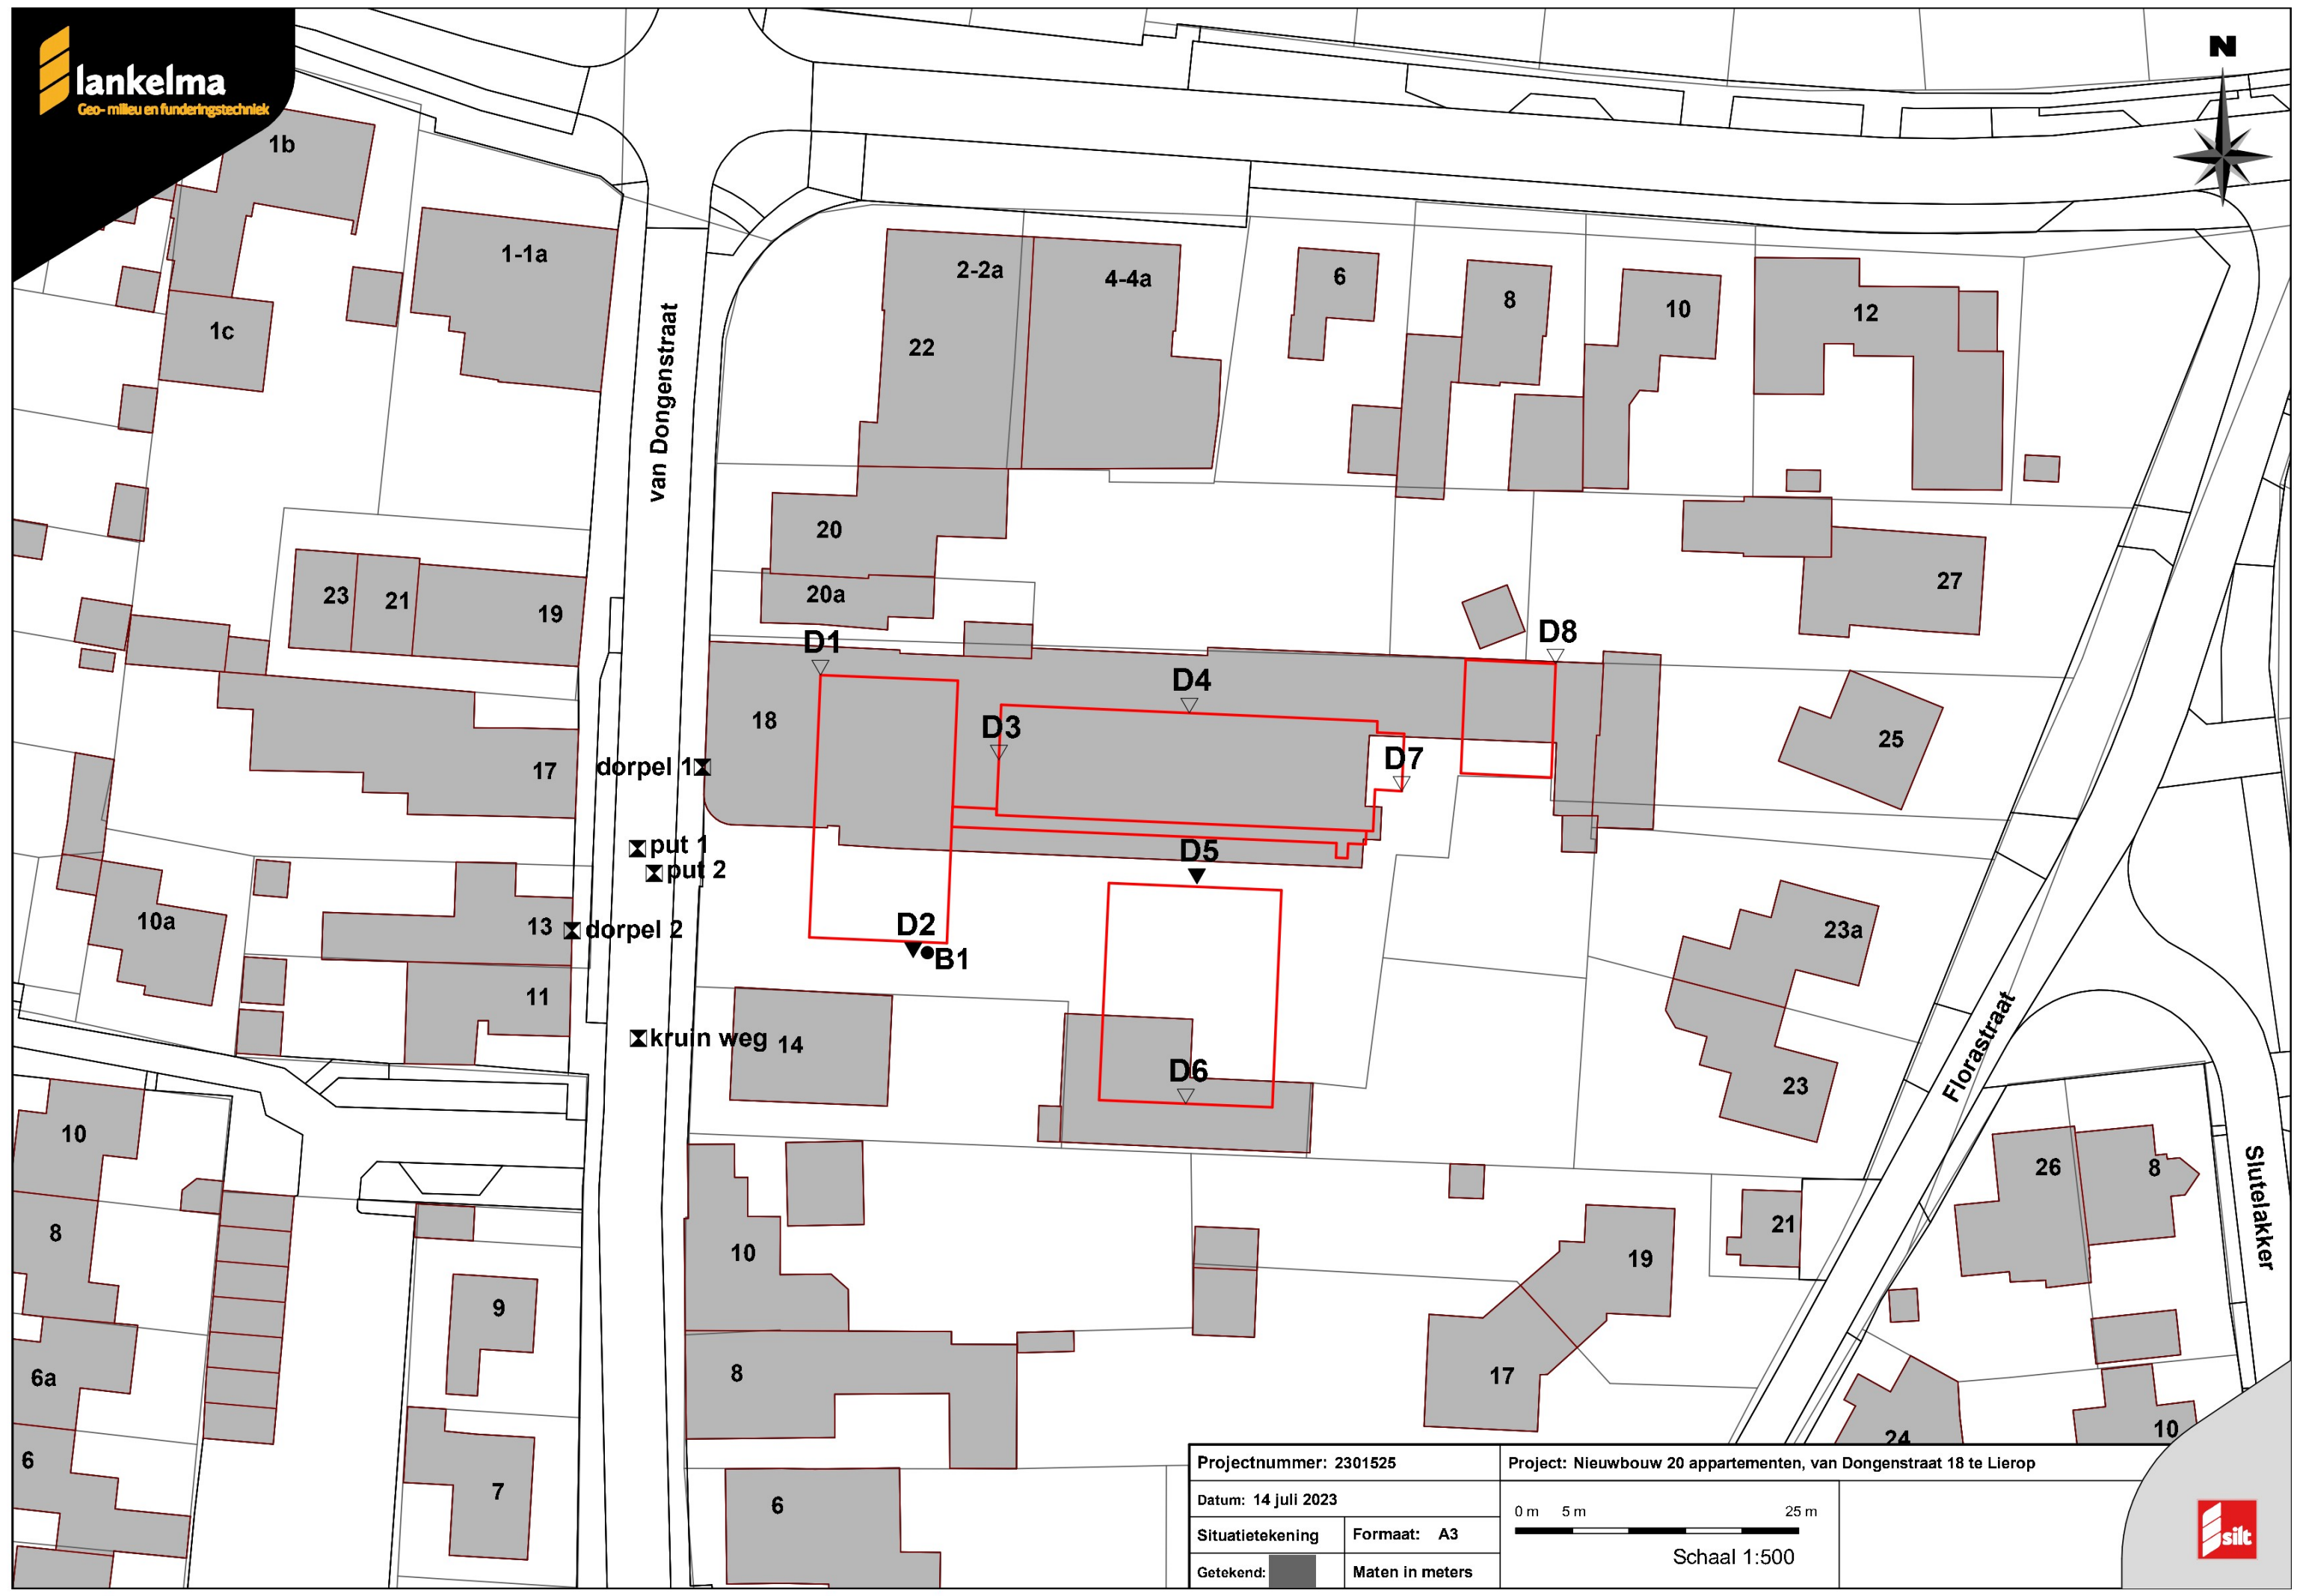 lankelma
Geo- milieu en funderingstechniek
N
1b
1-1a
1c
2-2a
4-4a
22
6
8
10
12
van Dongenstraat
20
20a
23
21
19
27
D1
D8
D4
D3
18
D7
25
17
dorpel 1
put 1
put 2
D5
10a
13
dorpel 2
D2
B1
23a
11
kruin weg
14
D6
23
Florastraat
10
8
6a
6
9
7
10
8
6
21
19
17
26
8
Slutelakker
24
10
Projectnummer: 2301525
Project: Nieuwbouw 20 appartementen, van Dongenstraat 18 te Lierop
Datum: 14 juli 2023
Situatietekening
Formaat: A3
Getekend:
Maten in meters
0 m 5 m 25 m
Schaal 1:500
silt